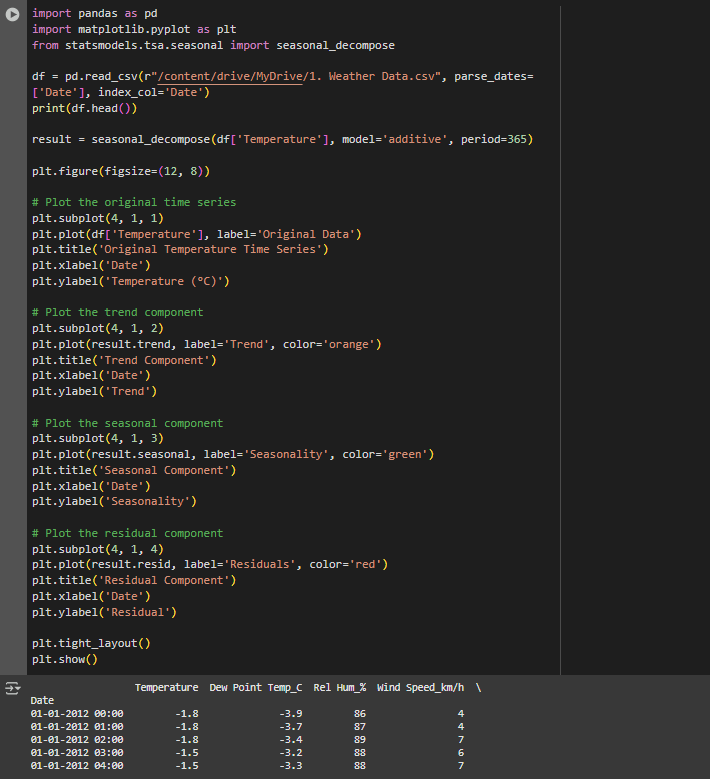 import pandas as pd
import matplotlib.pyplot as plt
from statsmodels.tsa.seasonal import seasonal_decompose

df = pd.read_csv(r"/content/drive/MyDrive/1. Weather Data.csv", parse_dates=
['Date'], index_col='Date')
print(df.head())

result = seasonal_decompose(df['Temperature'], model='additive', period=365)

plt.figure(figsize=(12, 8))

# Plot the original time series
plt.subplot(4, 1, 1)
plt.plot(df['Temperature'], label='Original Data')
plt.title('Original Temperature Time Series')
plt.xlabel('Date')
plt.ylabel('Temperature (°C)')

# Plot the trend component
plt.subplot(4, 1, 2)
plt.plot(result.trend, label='Trend', color='orange')
plt.title('Trend Component')
plt.xlabel('Date')
plt.ylabel('Trend')

# Plot the seasonal component
plt.subplot(4, 1, 3)
plt.plot(result.seasonal, label='Seasonality', color='green')
plt.title('Seasonal Component')
plt.xlabel('Date')
plt.ylabel('Seasonality')

# Plot the residual component
plt.subplot(4, 1, 4)
plt.plot(result.resid, label='Residuals', color='red')
plt.title('Residual Component')
plt.xlabel('Date')
plt.ylabel('Residual')

plt.tight_layout()
plt.show()

Temperature Dew Point Temp_C Rel Hum_% Wind Speed_km/h \
Date
01-01-2012 00:00 -1.8 -3.9 86 4
01-01-2012 01:00 -1.8 -3.7 87 4
01-01-2012 02:00 -1.8 -3.4 89 7
01-01-2012 03:00 -1.5 -3.2 88 6
01-01-2012 04:00 -1.5 -3.3 88 7